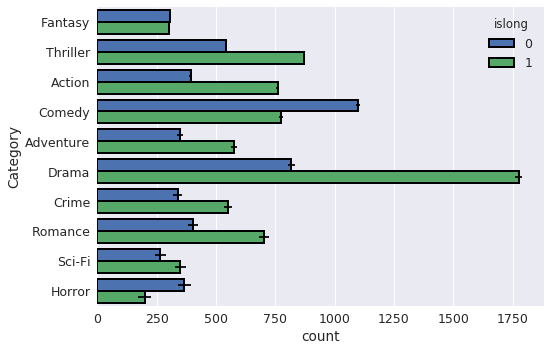 islong
0
1
Category
Fantasy
Thriller
Action
Comedy
Adventure
Drama
Crime
Romance
Sci-Fi
Horror
0 250 500 750 1000 1250 1500 1750
count